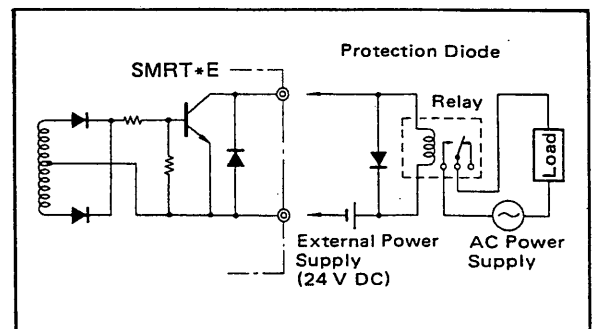 Protection Diode
SMRT*E
Relay
Load
External Power
Supply
(24 V DC)
AC Power
Supply